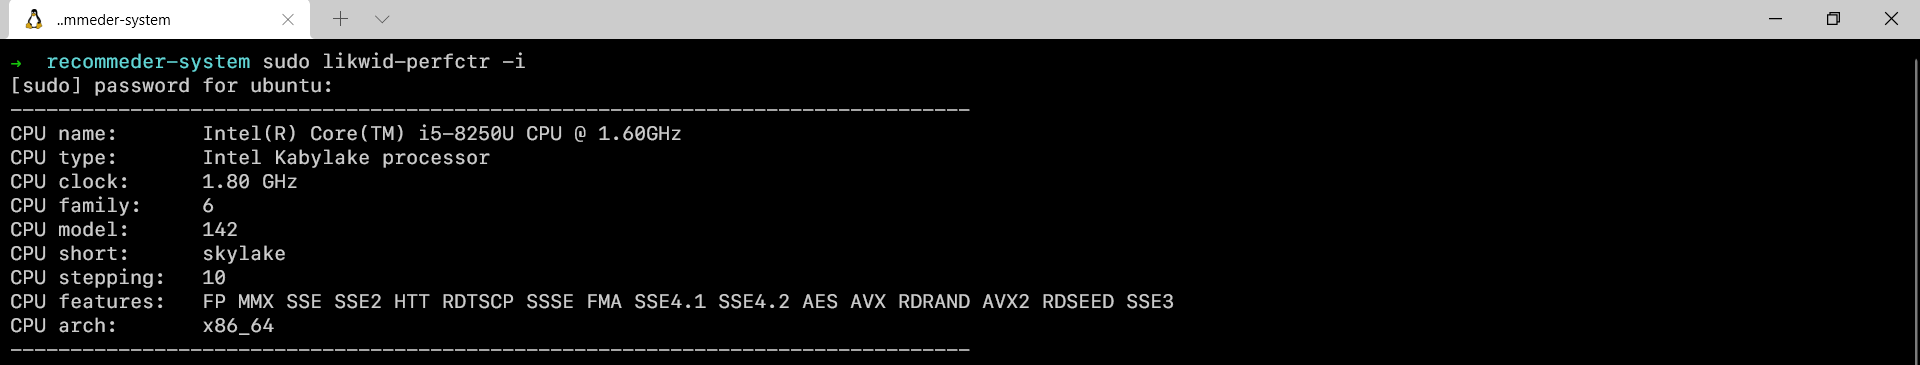 ..mmeder-system
→ recommeder-system sudo likwid-perfctr -i
[sudo] password for ubuntu:
--------------------------------------------------------------------------------
CPU name: Intel(R) Core(TM) i5-8250U CPU @ 1.60GHz
CPU type: Intel Kabylake processor
CPU clock: 1.80 GHz
CPU family: 6
CPU model: 142
CPU short: skylake
CPU stepping: 10
CPU features: FP MMX SSE SSE2 HTT RDTSCP SSSE FMA SSE4.1 SSE4.2 AES AVX RDRAND AVX2 RDSEED SSE3
CPU arch: x86_64
--------------------------------------------------------------------------------